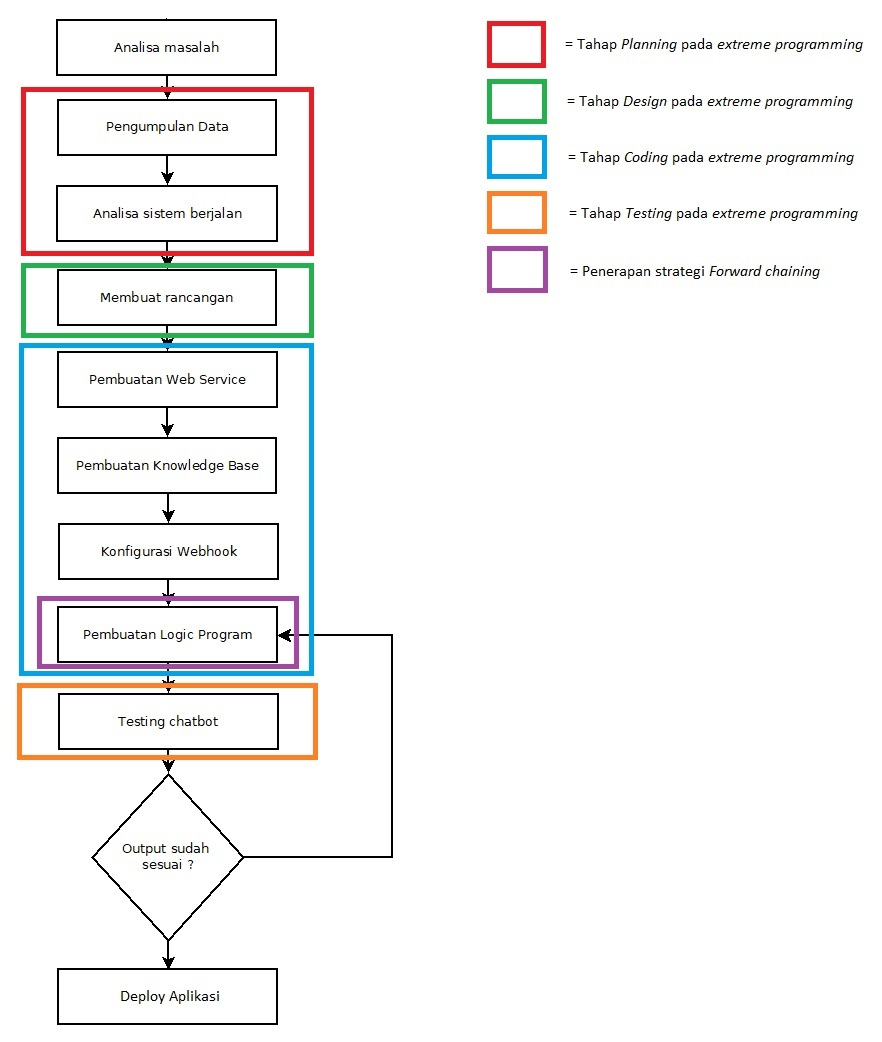 Analisa masalah
Pengumpulan Data
Analisa sistem berjalan
Membuat rancangan
Pembuatan Web Service
Pembuatan Knowledge Base
Konfigurasi Webhook
Pembuatan Logic Program
Testing chatbot
Output sudah
sesuai ?
Deploy Aplikasi
= Tahap Planning pada extreme programming
= Tahap Design pada extreme programming
= Tahap Coding pada extreme programming
= Tahap Testing pada extreme programming
= Penerapan strategi Forward chaining